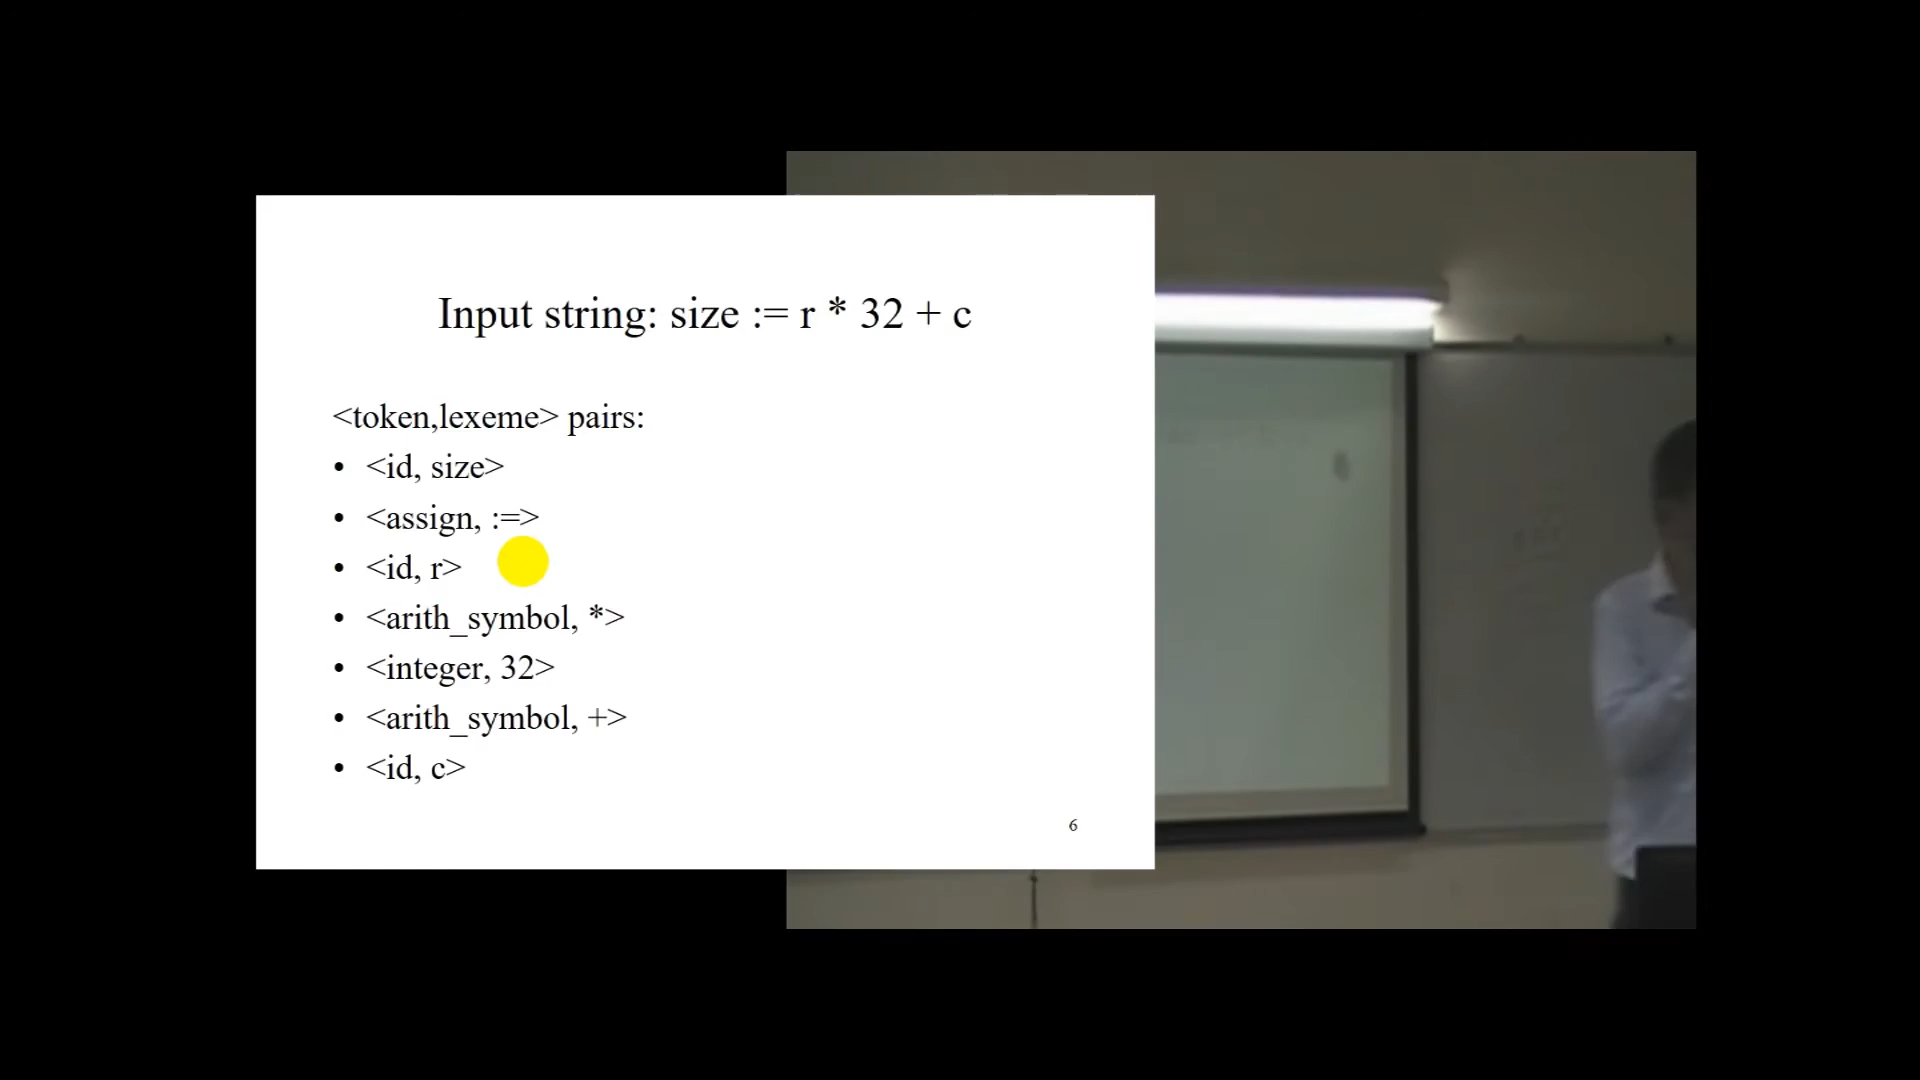 Input string: size := r * 32 + c
<token,lexeme> pairs:
• <id, size>
• <assign, :=>
• <id, r>
• <arith_symbol, *>
• <integer, 32>
• <arith_symbol, +>
• <id, c>
6